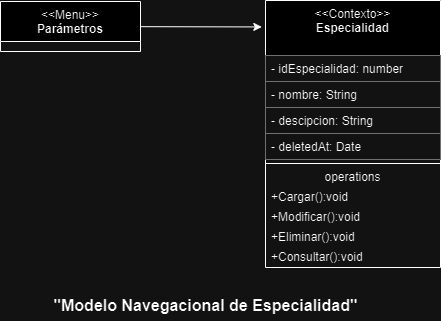 <<Menu>>
Parámetros
<<Contexto>>
Especialidad
- idEspecialidad: number
- nombre: String
- descipcion: String
- deletedAt: Date
operations
+Cargar():void
+Modificar():void
+Eliminar():void
+Consultar():void
"Modelo Navegacional de Especialidad"